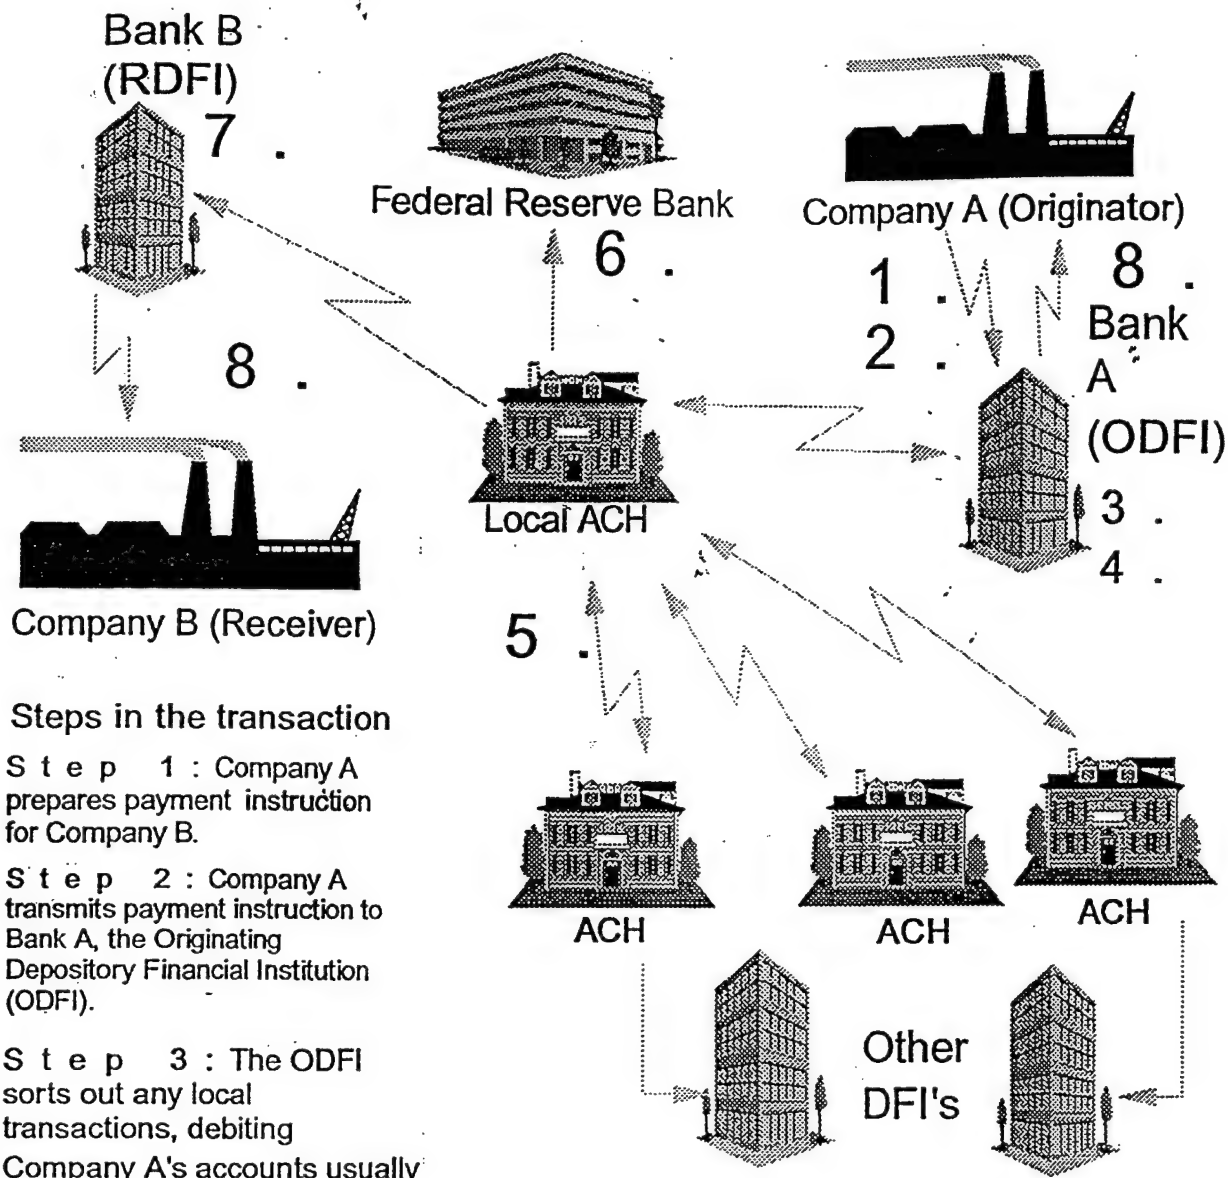 Bank B
(RDFI)
7 .
Federal Reserve Bank
6 .
Company A (Originator)
1 .
2 .
8 .
Bank
A
(ODFI)
3 .
4 .
8 .
Local ACH
Company B (Receiver)
5 .
Steps in the transaction
Step 1 : Company A
prepares payment instruction
for Company B.
Step 2 : Company A
transmits payment instruction to
Bank A, the Originating
Depository Financial Institution
(ODFI).
Step 3 : The ODFI
sorts out any local
transactions, debiting
Company A's accounts usually
ACH
ACH
ACH
Other
DFI's